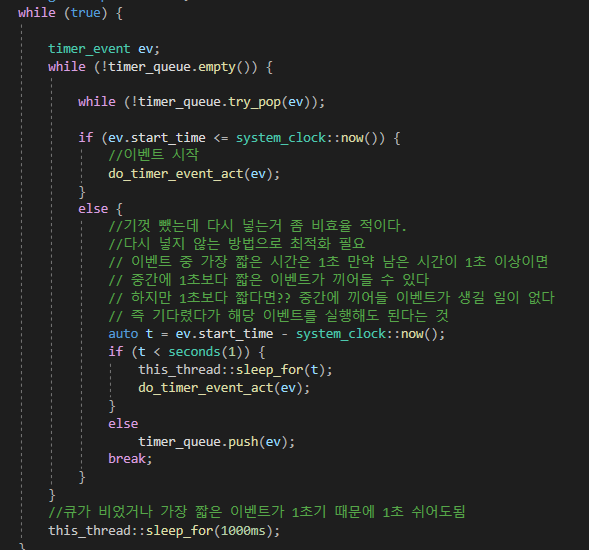 while (true) {
timer_event ev;
while (!timer_queue.empty()) {
while (!timer_queue.try_pop(ev));
if (ev.start_time <= system_clock::now()) {
//이벤트 시작
do_timer_event_act(ev);
}
else {
//기껏 뺐는데 다시 넣는거 좀 비효율 적이다.
//다시 넣지 않는 방법으로 최적화 필요
// 이벤트 중 가장 짧은 시간은 1초 만약 남은 시간이 1초 이상이면
// 중간에 1초보다 짧은 이벤트가 끼어들 수 있다
// 하지만 1초보다 짧다면?? 중간에 끼어들 이벤트가 생길 일이 없다
// 즉 기다렸다가 해당 이벤트를 실행해도 된다는 것
auto t = ev.start_time - system_clock::now();
if (t < seconds(1)) {
this_thread::sleep_for(t);
do_timer_event_act(ev);
}
else
timer_queue.push(ev);
break;
}
}
//큐가 비었거나 가장 짧은 이벤트가 1초기 때문에 1초 쉬어도됨
this_thread::sleep_for(1000ms);